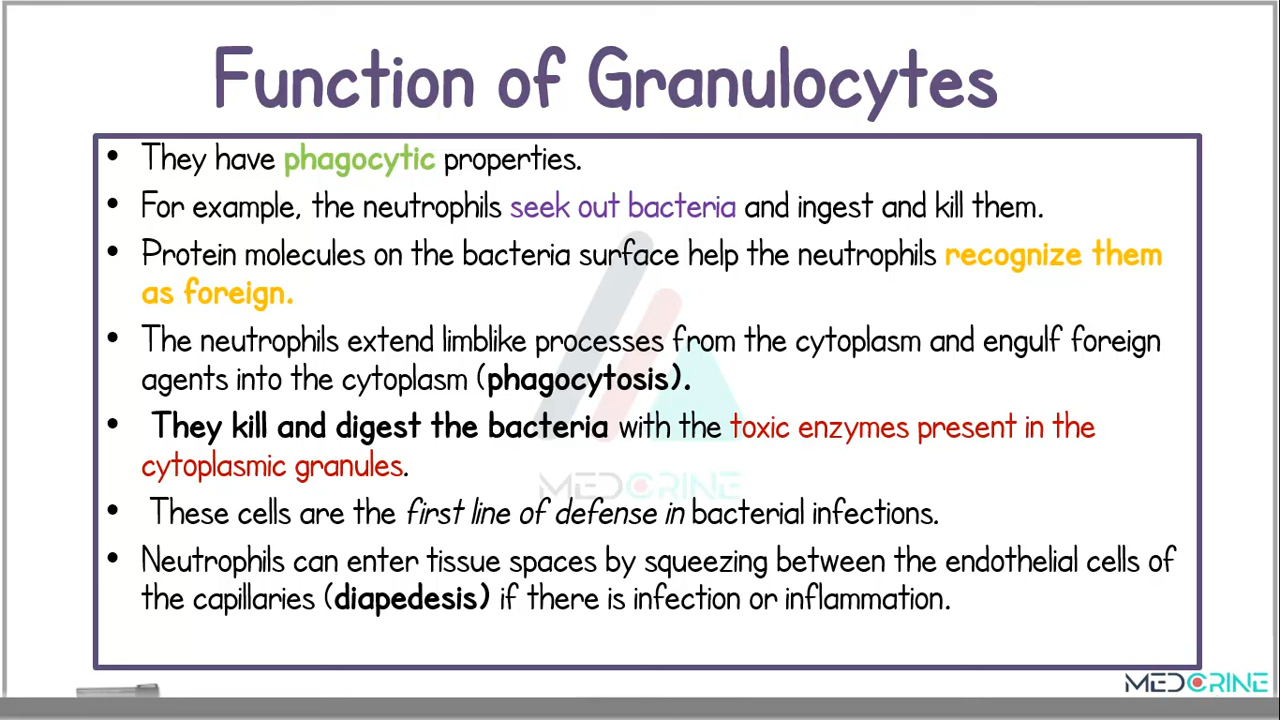 Function of Granulocytes
• They have phagocytic properties.
• For example, the neutrophils seek out bacteria and ingest and kill them.
• Protein molecules on the bacteria surface help the neutrophils recognize them
as foreign.
• The neutrophils extend limblike processes from the cytoplasm and engulf foreign
agents into the cytoplasm (phagocytosis).
• They kill and digest the bacteria with the toxic enzymes present in the
cytoplasmic granules.
MEDCRINE
• These cells are the first line of defense in bacterial infections.
• Neutrophils can enter tissue spaces by squeezing between the endothelial cells of
the capillaries (diapedesis) if there is infection or inflammation.
MEDCRINE